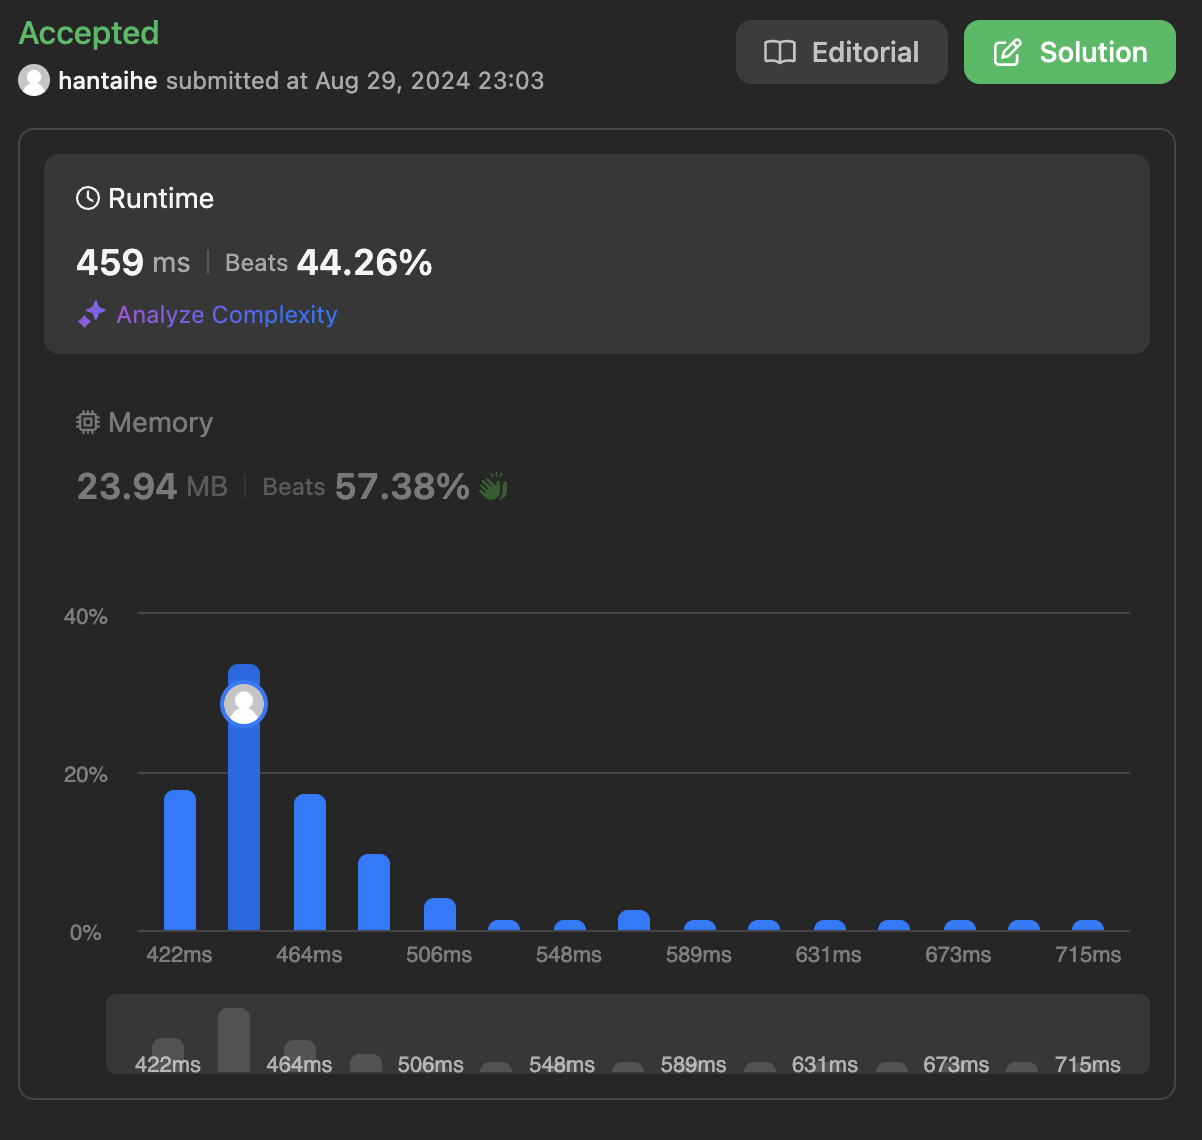 Accepted
Editorial
Solution
hantaihe submitted at Aug 29, 2024 23:03
Runtime
459 ms | Beats 44.26%
Analyze Complexity
Memory
23.94 MB | Beats 57.38%
40%
20%
0%
422ms 464ms 506ms 548ms 589ms 631ms 673ms 715ms
422ms 464ms 506ms 548ms 589ms 631ms 673ms 715ms